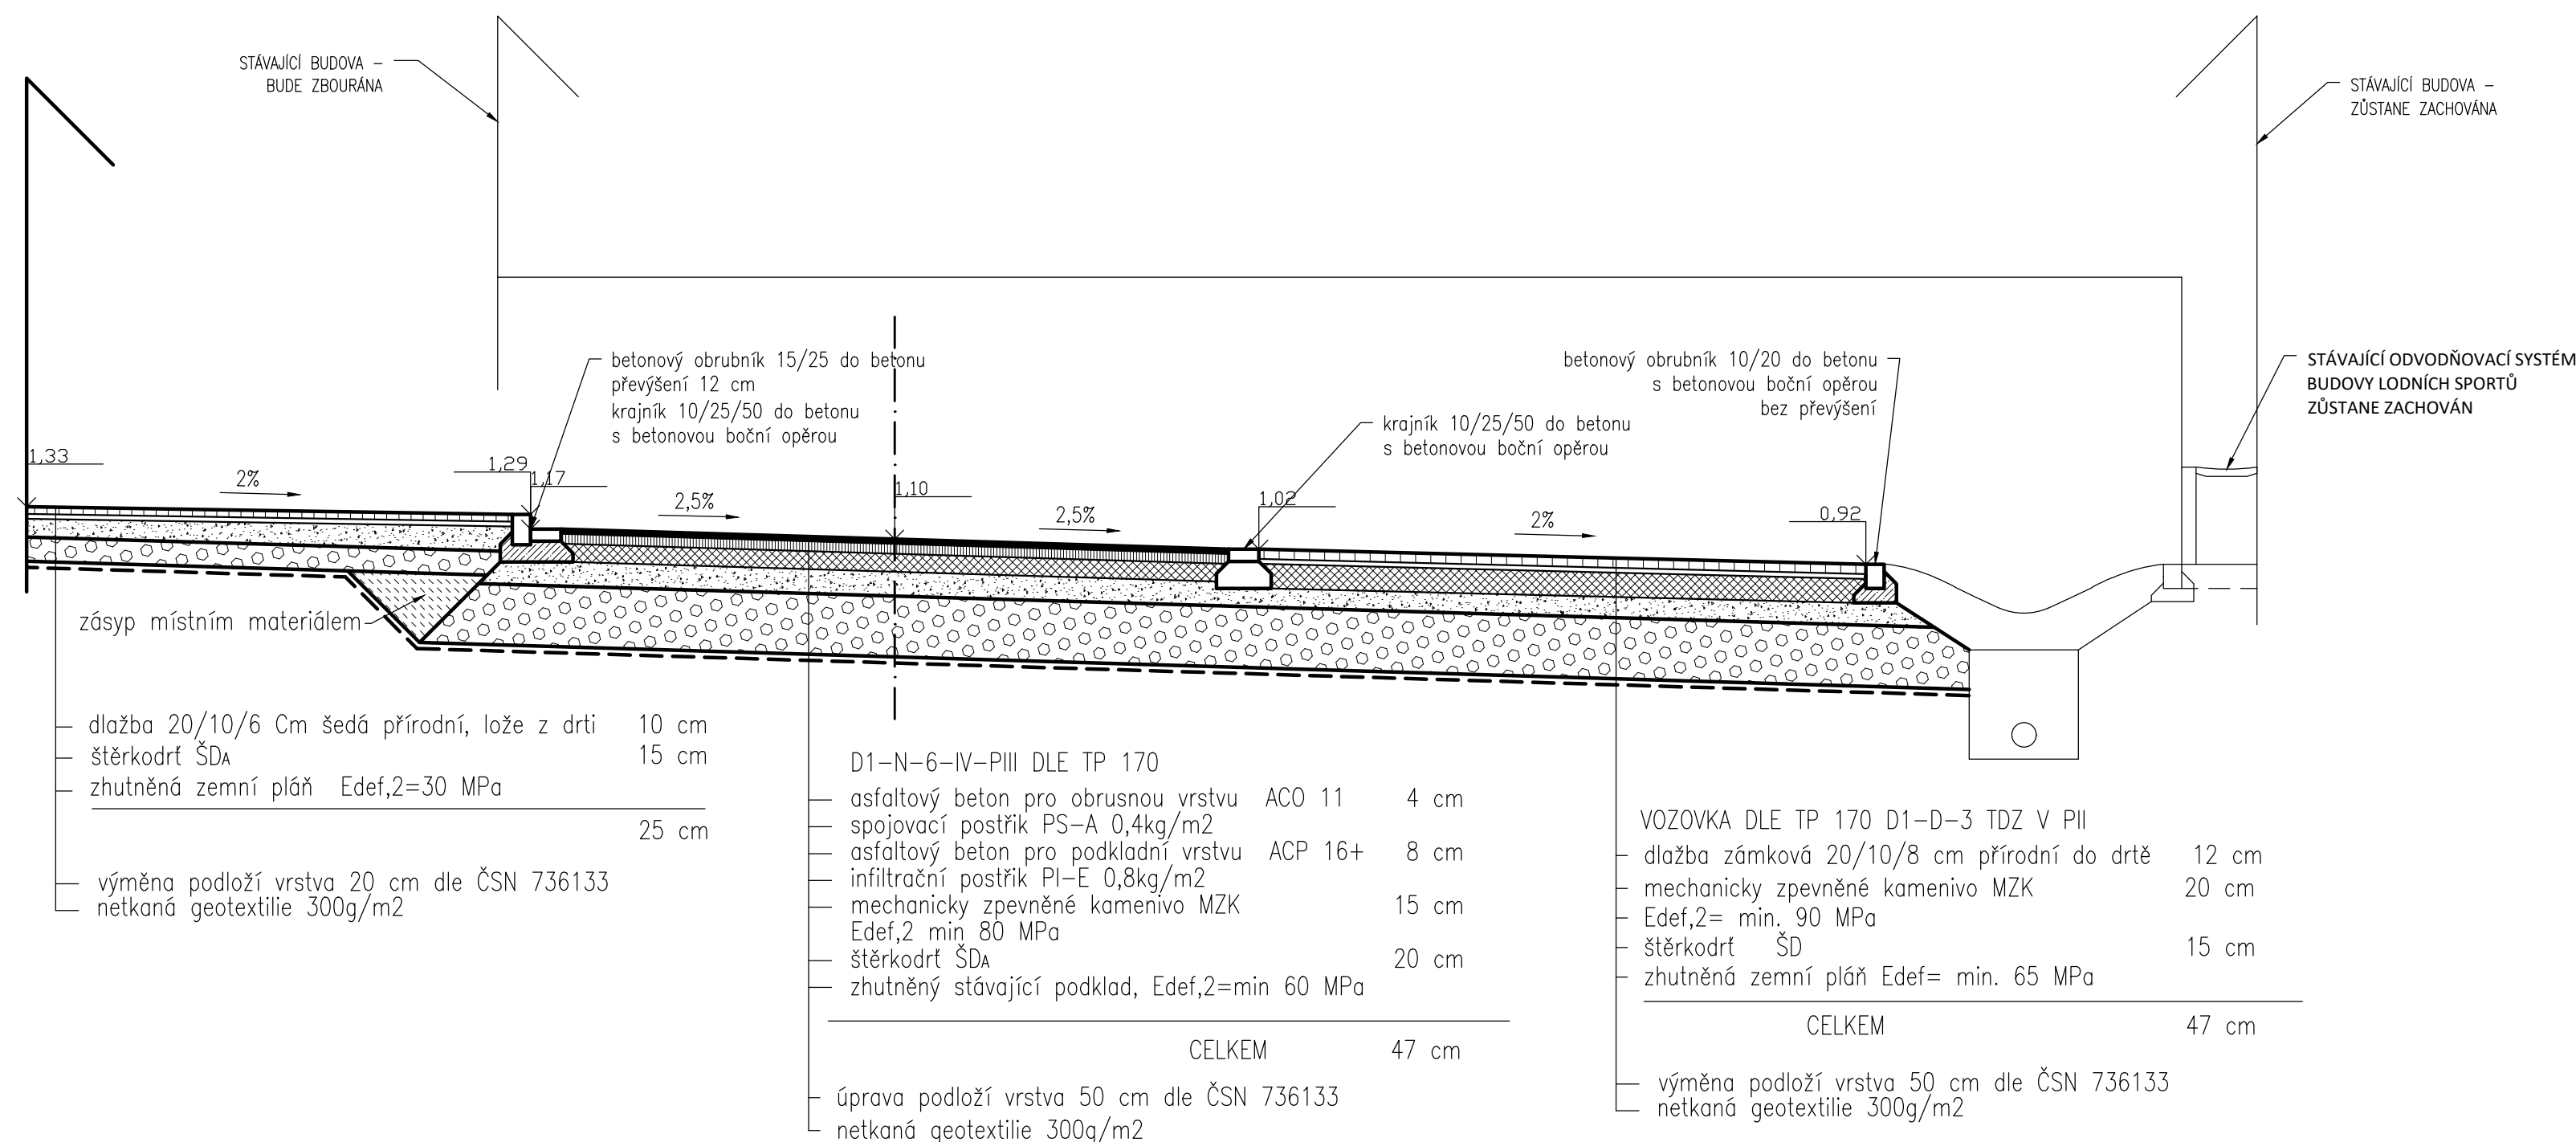 STÁVAJÍCÍ BUDOVA –
BUDE ZBOURÁNA
STÁVAJÍCÍ BUDOVA –
ZŮSTANE ZACHOVÁNA
betonový obrubník 15/25 do betonu
převýšení 12 cm
krajník 10/25/50 do betonu
s betonovou boční opěrou
krajník 10/25/50 do betonu
s betonovou boční opěrou
betonový obrubník 10/20 do betonu
s betonovou boční opěrou
bez převýšení
STÁVAJÍCÍ ODVODŇOVACÍ SYSTÉM
BUDOVY LODNÍCH SPORTŮ
ZŮSTANE ZACHOVÁN
1,33
2%
1,29
1,17
2,5%
1,10
2,5%
1,02
2%
0,92
zásyp místním materiálem
dlažba 20/10/6 Cm šedá přírodní, lože z drti 10 cm
štěrkodrť ŠDA 15 cm
zhutněná zemní pláň Edef,2=30 MPa
25 cm
výměna podloží vrstva 20 cm dle ČSN 736133
netkaná geotextilie 300g/m2
D1-N-6-IV-PIII DLE TP 170
asfaltový beton pro obrusnou vrstvu ACO 11 4 cm
spojovací postřik PS-A 0,4kg/m2
asfaltový beton pro podkladní vrstvu ACP 16+ 8 cm
infiltrační postřik PI-E 0,8kg/m2
mechanicky zpevněné kamenivo MZK 15 cm
Edef,2 min 80 MPa
štěrkodrť ŠDA 20 cm
zhutněný stávající podklad, Edef,2=min 60 MPa
CELKEM 47 cm
úprava podloží vrstva 50 cm dle ČSN 736133
netkaná geotextilie 300g/m2
VOZOVKA DLE TP 170 D1-D-3 TDZ V PII
dlažba zámková 20/10/8 cm přírodní do drtě 12 cm
mechanicky zpevněné kamenivo MZK 20 cm
Edef,2= min. 90 MPa
štěrkodrť ŠD 15 cm
zhutněná zemní pláň Edef= min. 65 MPa
CELKEM 47 cm
výměna podloží vrstva 50 cm dle ČSN 736133
netkaná geotextilie 300g/m2